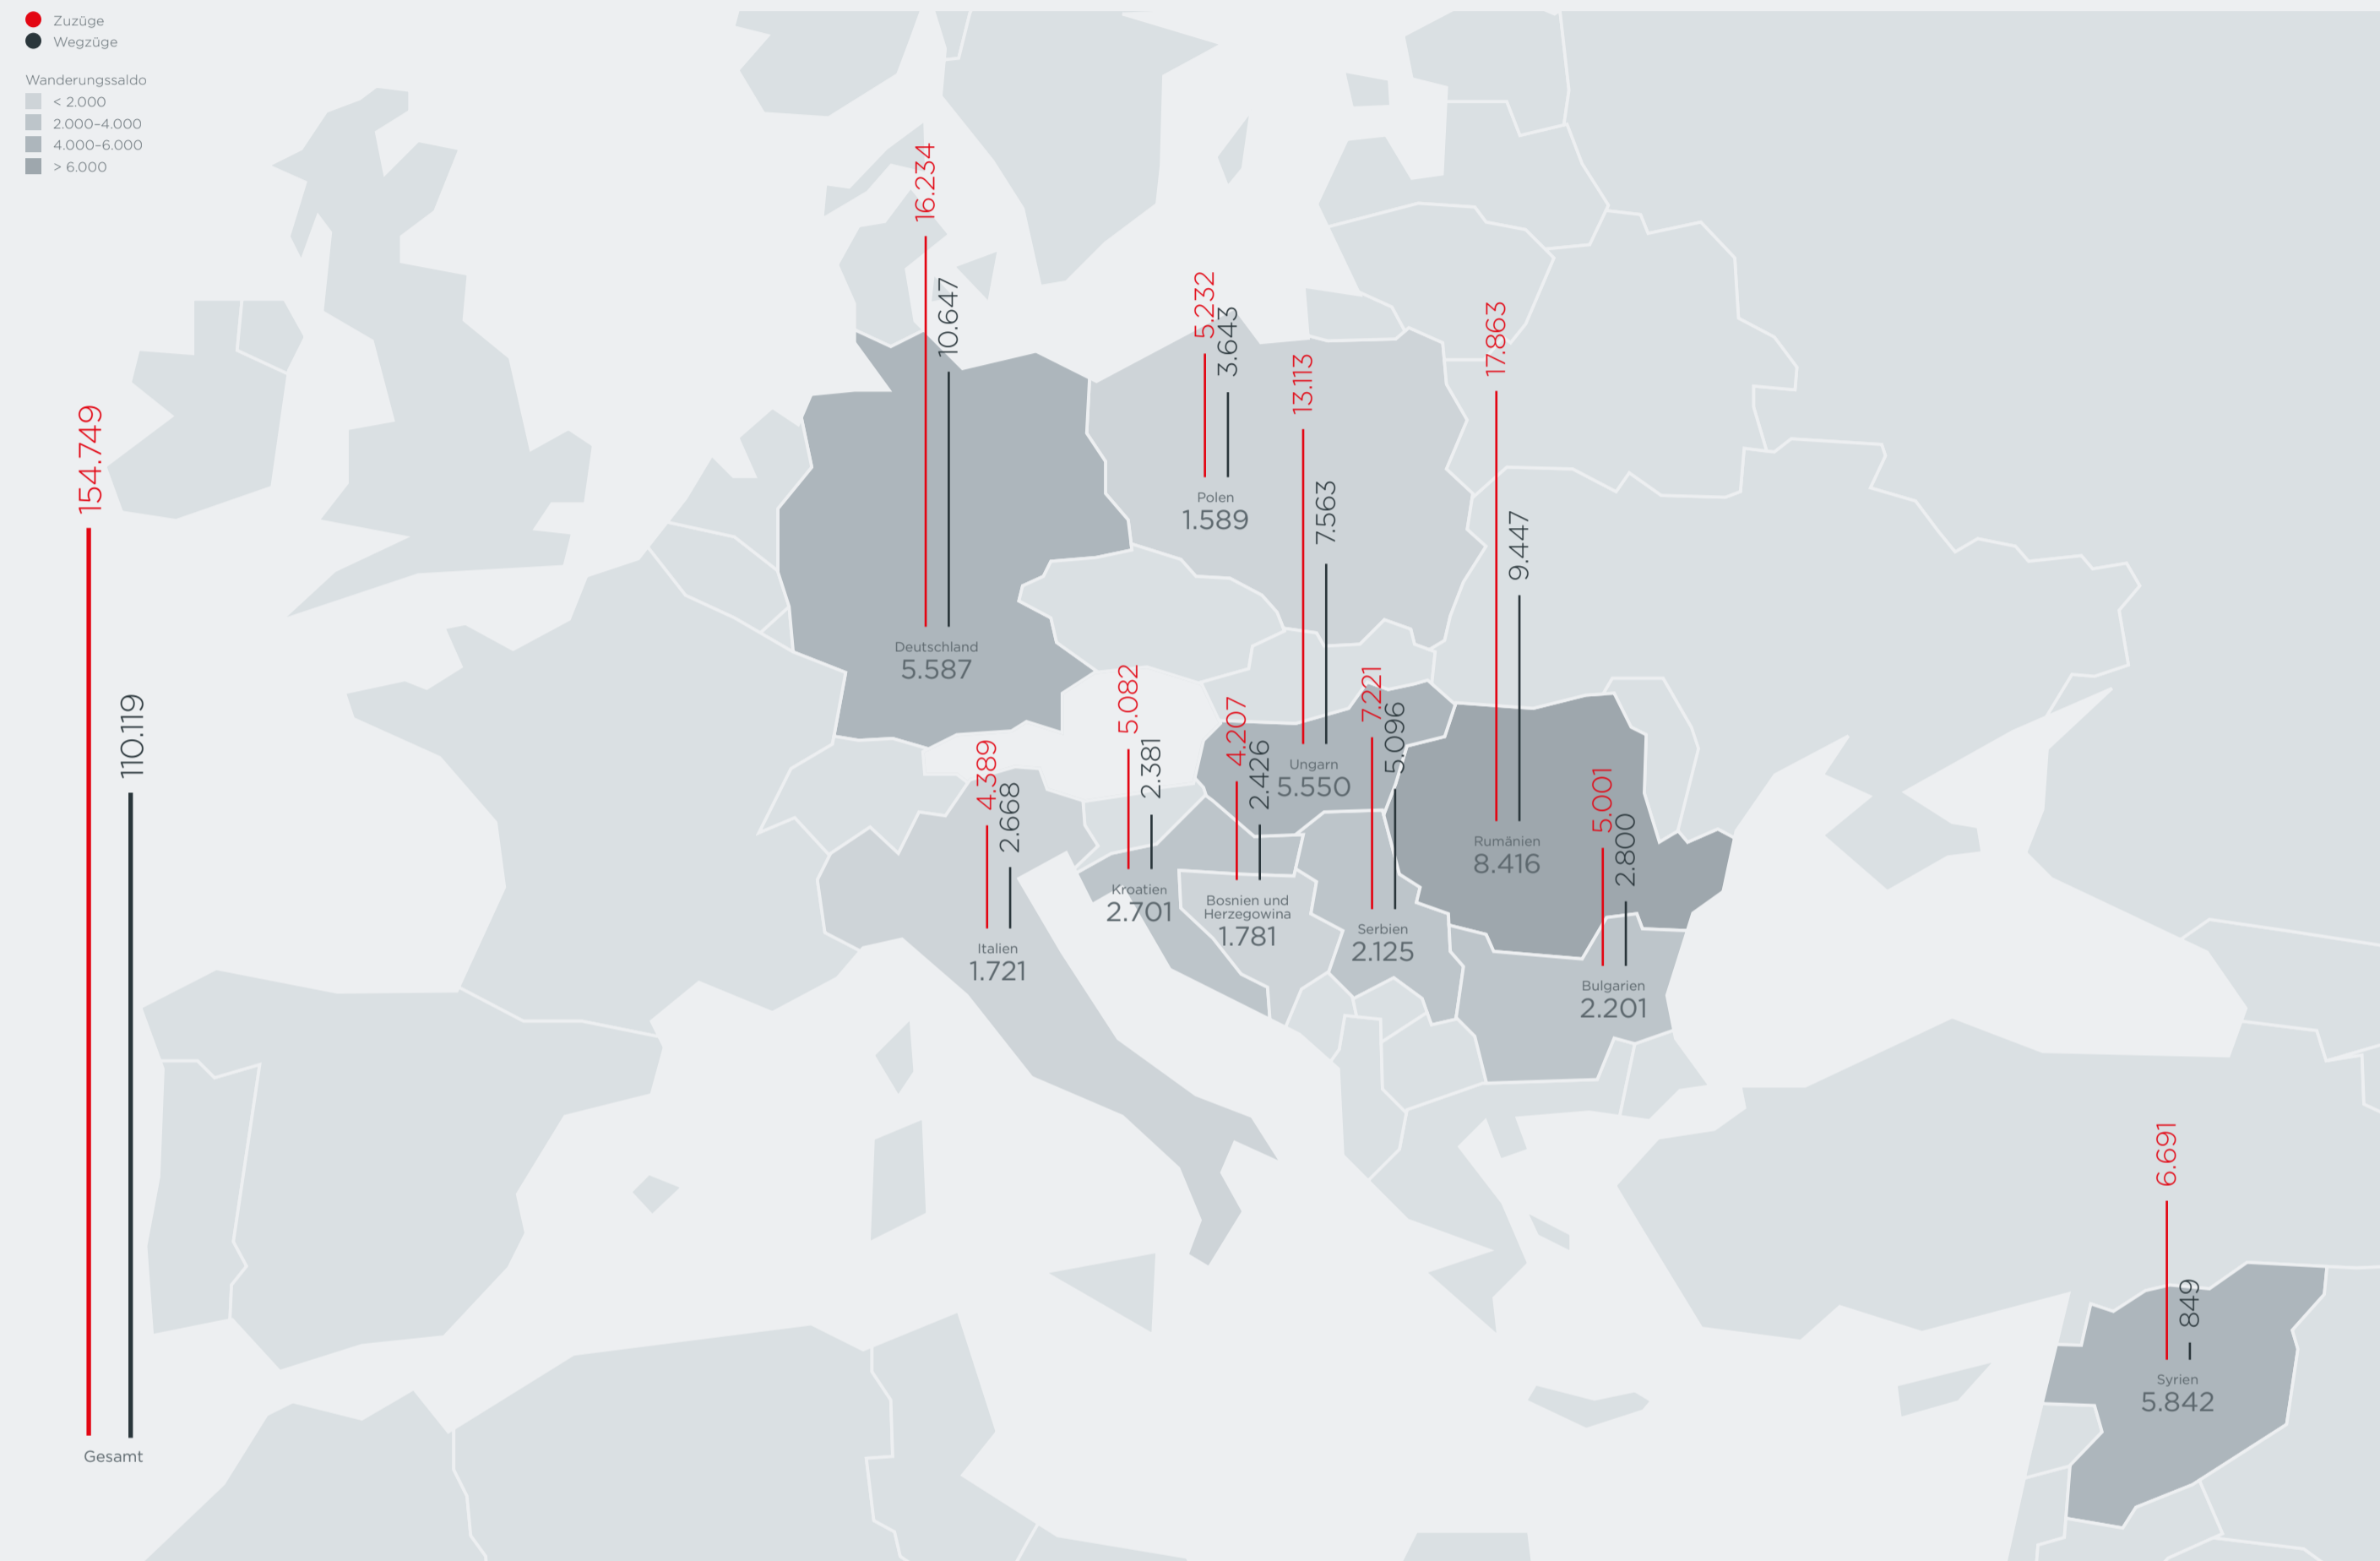 Zuzüge
Wegzüge
Wanderungssaldo
< 2.000
2.000–4.000
4.000–6.000
> 6.000
154.749
110.119
Gesamt
16.234
10.647
Deutschland
5.587
5.232
3.643
Polen
1.589
13.113
7.563
Ungarn
5.550
17.863
9.447
Rumänien
8.416
5.082
2.381
Kroatien
2.701
4.389
2.668
Italien
1.721
4.207
2.426
Bosnien und
Herzegowina
1.781
7.221
5.096
Serbien
2.125
5.001
2.800
Bulgarien
2.201
6.691
849
Syrien
5.842